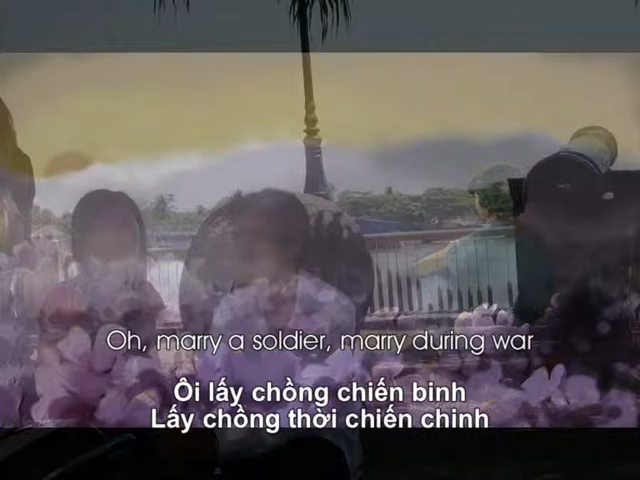 Oh, marry a soldier, marry during war
Ôi lấy chồng chiến binh
Lấy chồng thời chiến chinh